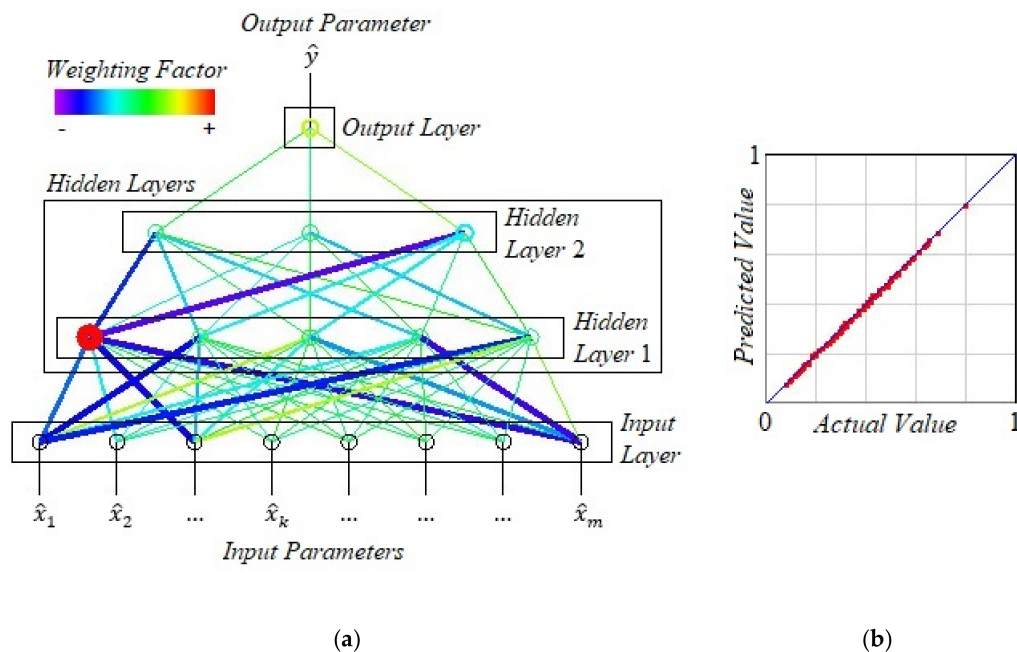 Output Parameter
ŷ
Weighting Factor
- +
Output Layer
Hidden Layers
Hidden
Layer 2
Hidden
Layer 1
Input
Layer
x̂₁ x̂₂ ... x̂ₖ ... ... ... x̂ₘ
Input Parameters
(a)
1
Predicted Value
0 Actual Value 1
(b)